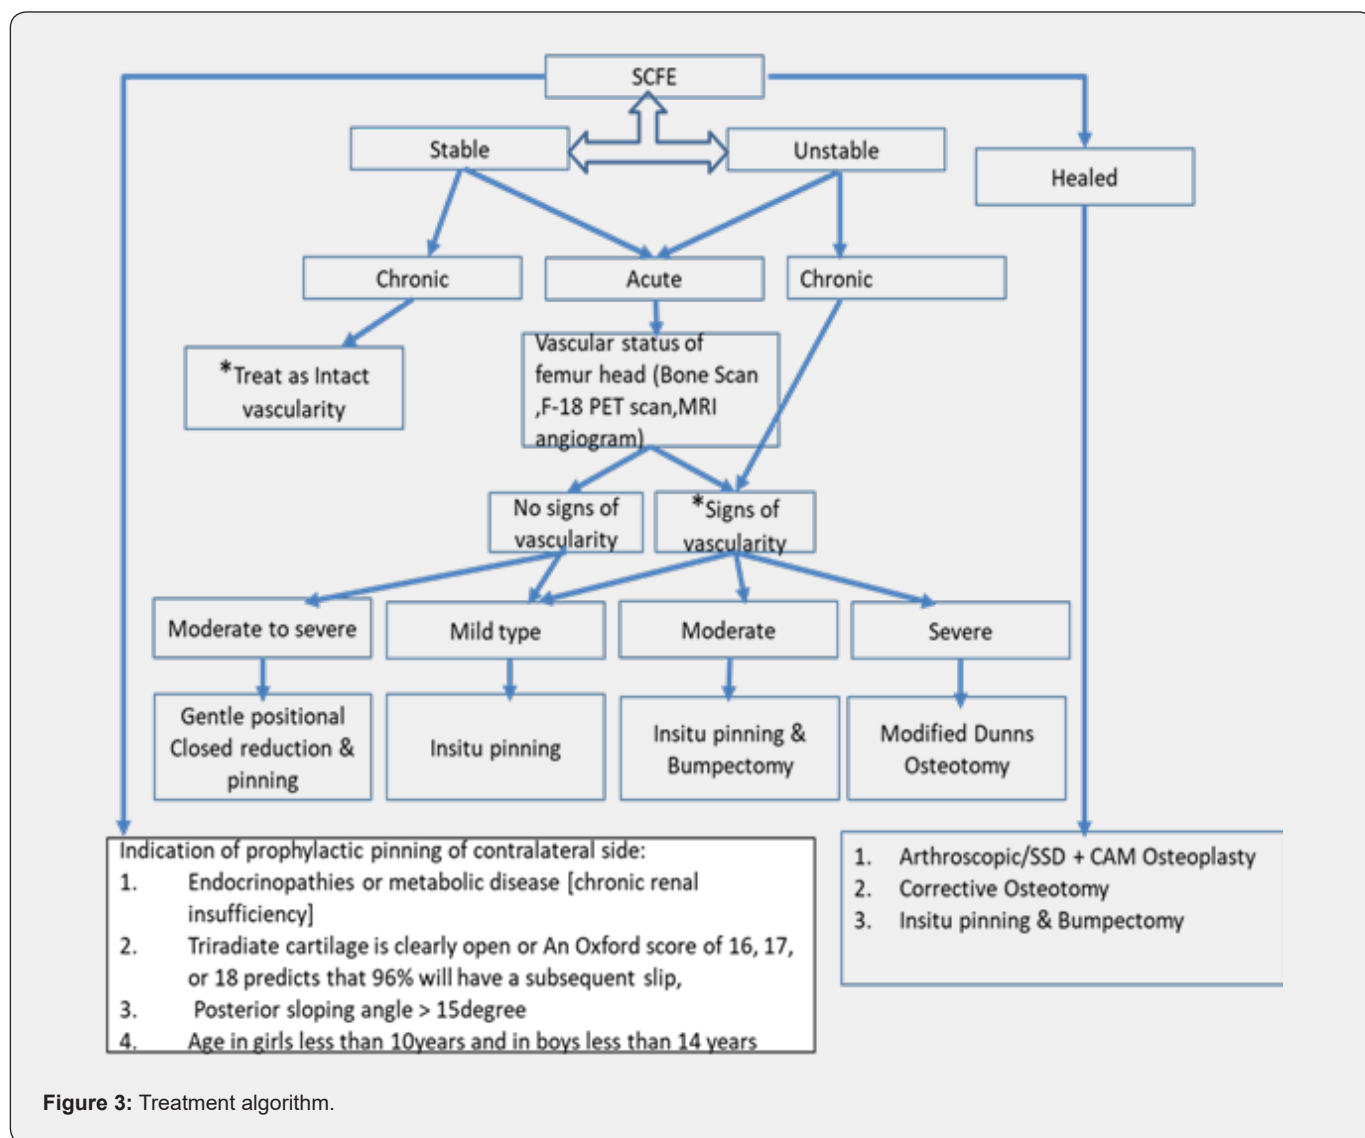 SCFE
Stable
Unstable
Healed
Chronic
Acute
Chronic
*Treat as Intact
vascularity
Vascular status of
femur head (Bone Scan
,F-18 PET scan,MRI
angiogram)
No signs of
vascularity
*Signs of
vascularity
Moderate to severe
Mild type
Moderate
Severe
Gentle positional
Closed reduction &
pinning
Insitu pinning
Insitu pinning &
Bumpectomy
Modified Dunns
Osteotomy
Indication of prophylactic pinning of contralateral side:
1. Endocrinopathies or metabolic disease [chronic renal
insufficiency]
2. Triradiate cartilage is clearly open or An Oxford score of 16, 17,
or 18 predicts that 96% will have a subsequent slip,
3. Posterior sloping angle > 15degree
4. Age in girls less than 10years and in boys less than 14 years
1. Arthroscopic/SSD + CAM Osteoplasty
2. Corrective Osteotomy
3. Insitu pinning & Bumpectomy
Figure 3: Treatment algorithm.